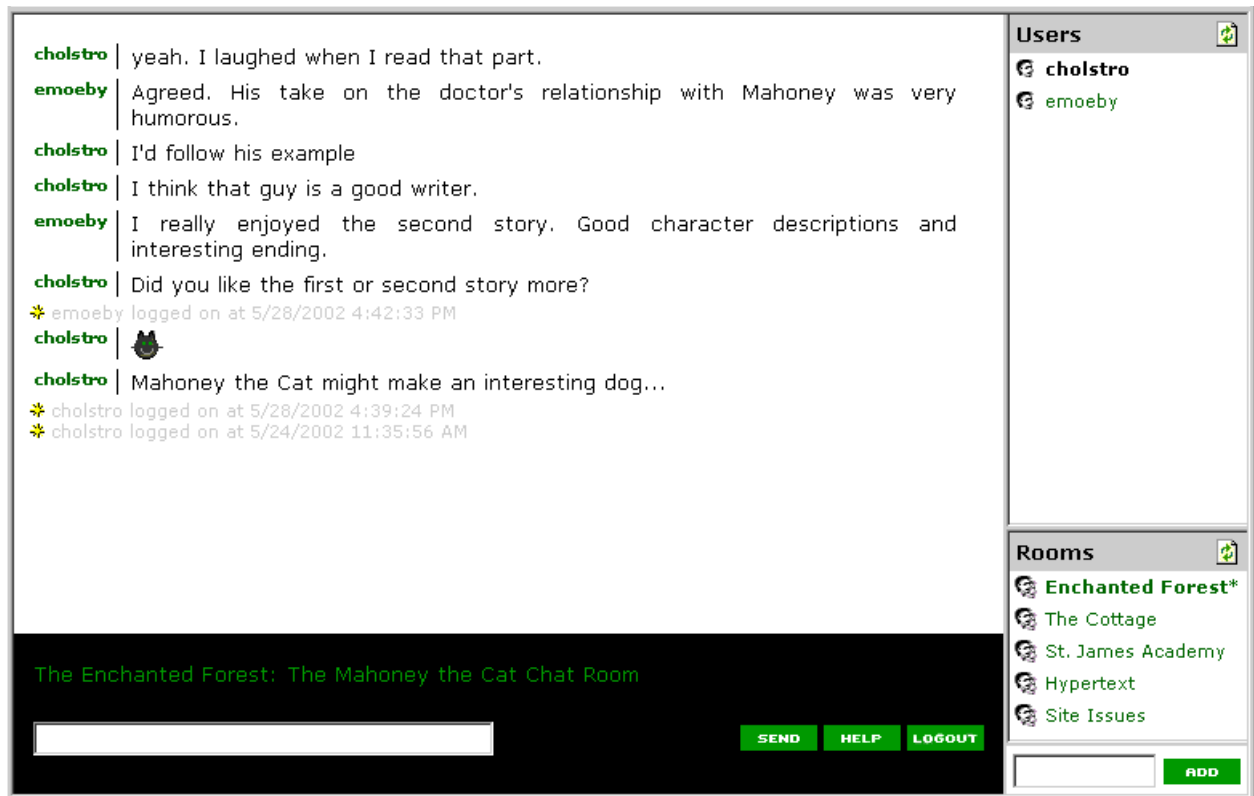 cholstro yeah. I laughed when I read that part.
emoeby Agreed. His take on the doctor's relationship with Mahoney was very
humorous.
cholstro I'd follow his example
cholstro I think that guy is a good writer.
emoeby I really enjoyed the second story. Good character descriptions and
interesting ending.
cholstro Did you like the first or second story more?
emoeby logged on at 5/28/2002 4:42:33 PM
cholstro
cholstro Mahoney the Cat might make an interesting dog...
cholstro logged on at 5/28/2002 4:39:24 PM
cholstro logged on at 5/24/2002 11:35:56 AM
The Enchanted Forest: The Mahoney the Cat Chat Room
SEND HELP LOGOUT
Users
cholstro
emoeby
Rooms
Enchanted Forest*
The Cottage
St. James Academy
Hypertext
Site Issues
ADD